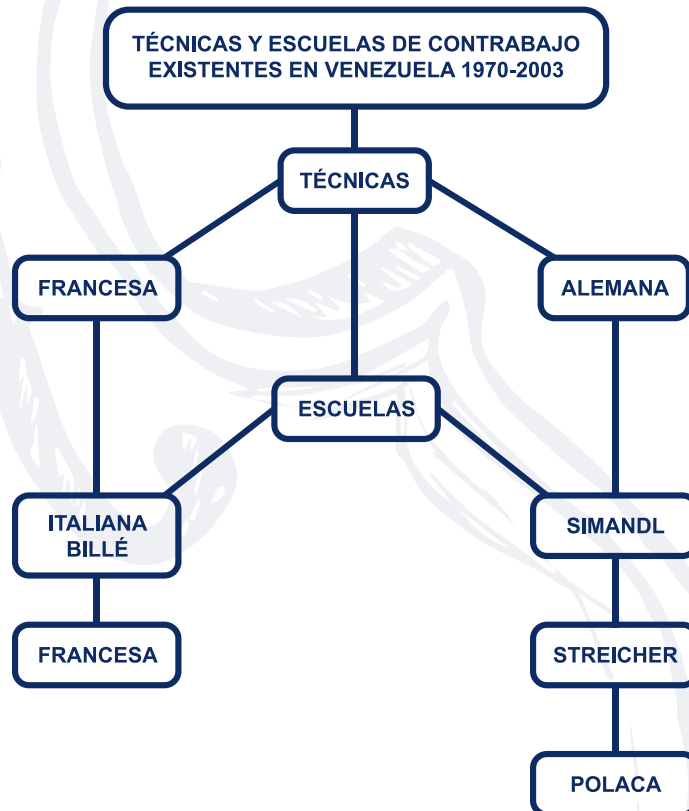 TÉCNICAS Y ESCUELAS DE CONTRABAJO
EXISTENTES EN VENEZUELA 1970-2003
TÉCNICAS
FRANCESA
ALEMANA
ESCUELAS
ITALIANA
BILLÉ
SIMANDL
FRANCESA
STREICHER
POLACA